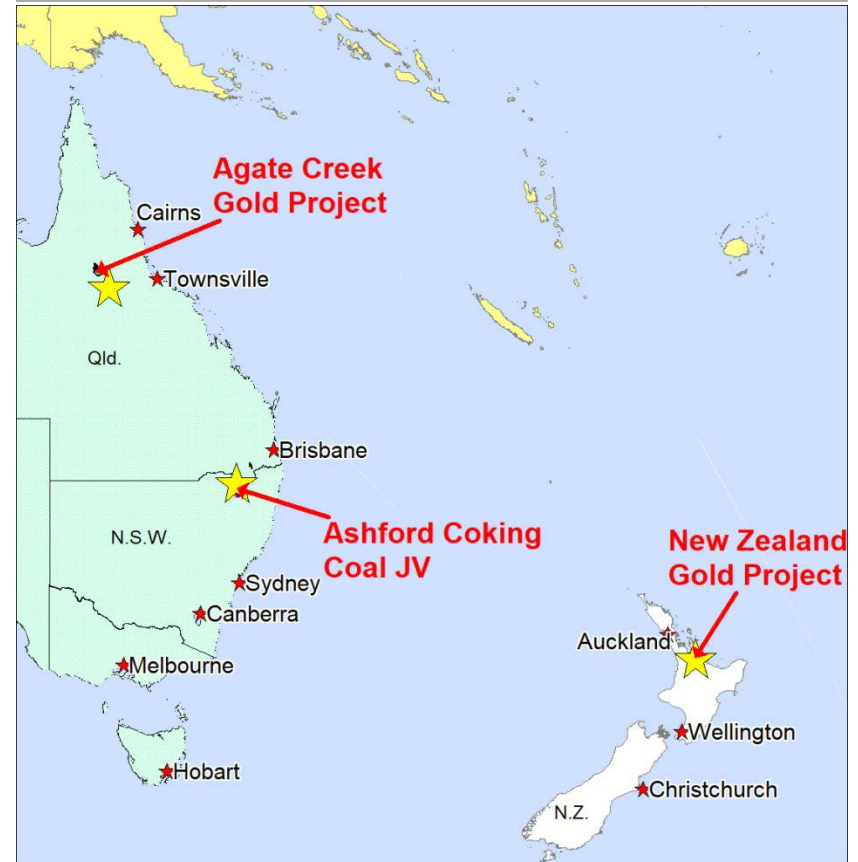 Agate Creek
Gold Project
Cairns
Townsville
Qld.
Brisbane
Ashford Coking
Coal JV
N.S.W.
New Zealand
Gold Project
Sydney
Canberra
Auckland
Melbourne
Wellington
Hobart
Christchurch
N.Z.